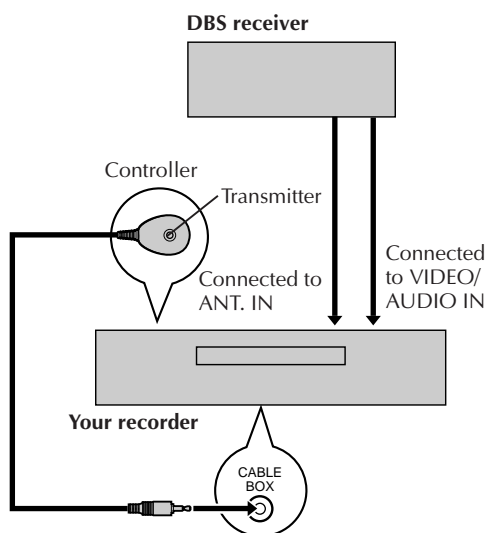 DBS receiver
Controller
Transmitter
Connected to
ANT. IN
Connected
to VIDEO/
AUDIO IN
Your recorder
CABLE
BOX